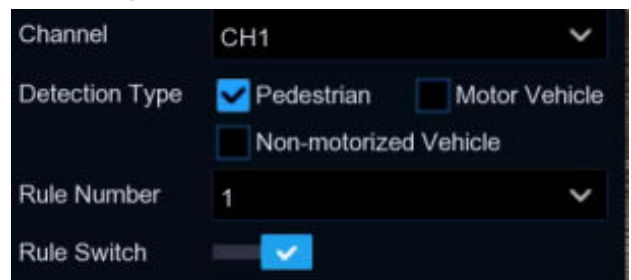 Channel CH1
Detection Type Pedestrian Motor Vehicle
Non-motorized Vehicle
Rule Number 1
Rule Switch